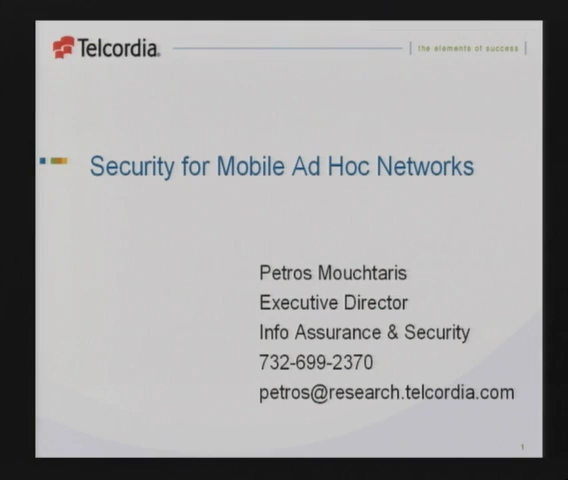 Telcordia.
the elements of success
Security for Mobile Ad Hoc Networks
Petros Mouchtaris
Executive Director
Info Assurance & Security
732-699-2370
petros@research.telcordia.com
1